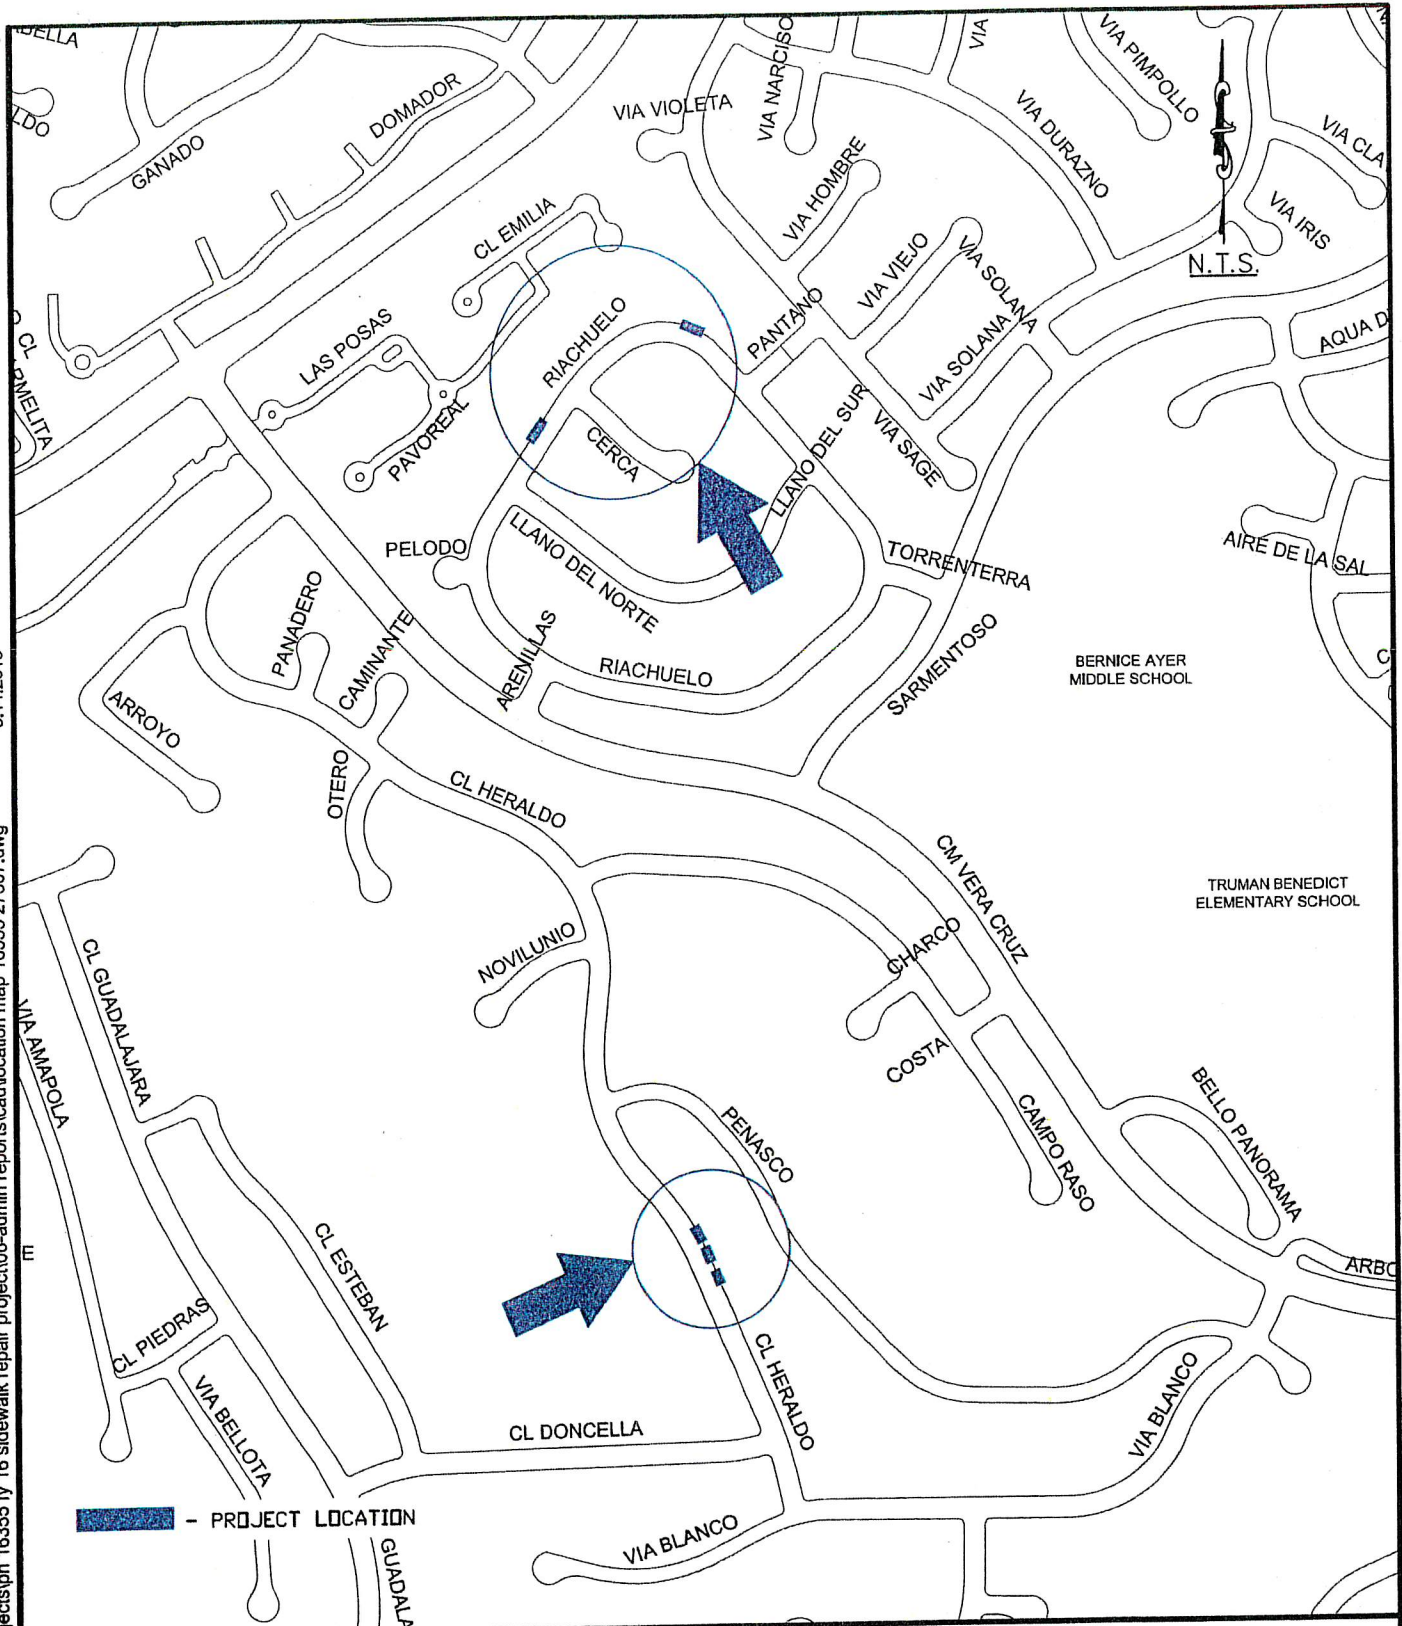 GANADO
DOMADOR
VIA VIOLETA
VIA NARCISO
VIA
VIA PIMPOLLO
VIA DURAZNO
VIA CLA
VIA IRIS
N.T.S.
VIA HOMBRE
VIA VIEJO
VIA SOLANA
VIA SOLANA
CL EMILIA
RIACHUELO
PANTANO
AQUA D
LAS POSAS
PAVOREAL
CERCA
LLANO DEL SUR
VIA SAGE
PELODO
LLANO DEL NORTE
TORRENTERRA
AIRE DE LA SAL
PANADERO
CAMINANTE
ARENILLAS
RIACHUELO
SARMENTOSO
BERNICE AYER
MIDDLE SCHOOL
ARROYO
OTERO
CL HERALDO
CM VERA CRUZ
TRUMAN BENEDICT
ELEMENTARY SCHOOL
NOVILUNIO
CHARCO
CL GUADALAJARA
VIA AMAPOLA
COSTA
CAMPO RASO
BELLO PANORAMA
PENASCO
E
CL ESTEBAN
ARBO
CL PIEDRAS
VIA BELLOTA
CL DONCELLA
CL HERALDO
VIA BLANCO
- PROJECT LOCATION
VIA BLANCO
GUADALA